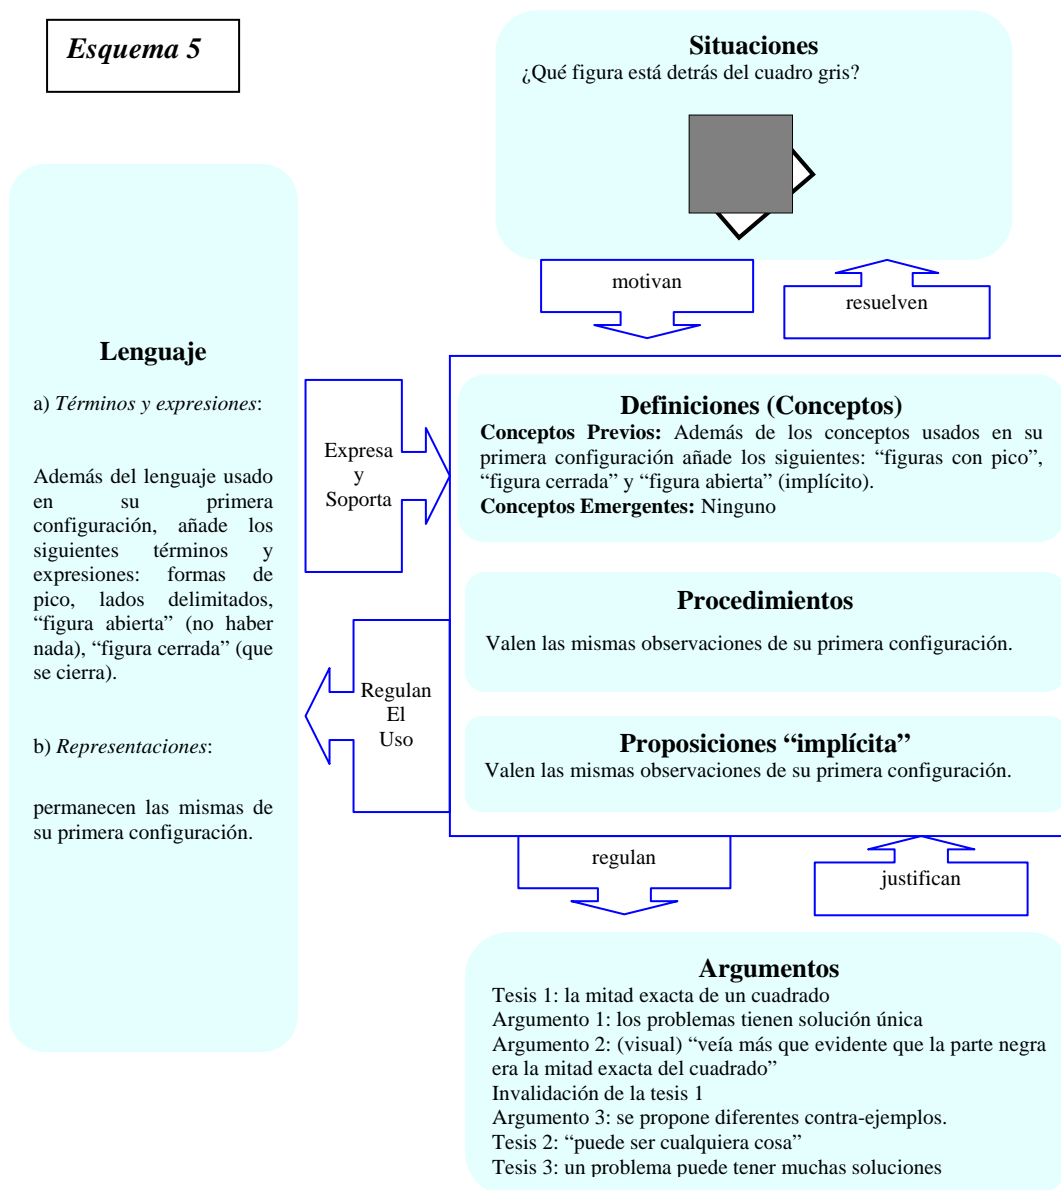 Esquema 5
Situaciones
¿Qué figura está detrás del cuadro gris?
motivan
resuelven
Lenguaje
a) Términos y expresiones:
Además del lenguaje usado
en su primera
configuración, añade los
siguientes términos y
expresiones: formas de
pico, lados delimitados,
“figura abierta” (no haber
nada), “figura cerrada” (que
se cierra).
b) Representaciones:
permanecen las mismas de
su primera configuración.
Expresa
y
Soporta
Regulan
El
Uso
Definiciones (Conceptos)
Conceptos Previos: Además de los conceptos usados en su
primera configuración añade los siguientes: “figuras con pico”,
“figura cerrada” y “figura abierta” (implícito).
Conceptos Emergentes: Ninguno
Procedimientos
Valen las mismas observaciones de su primera configuración.
Proposiciones “implícita”
Valen las mismas observaciones de su primera configuración.
regulan
justifican
Argumentos
Tesis 1: la mitad exacta de un cuadrado
Argumento 1: los problemas tienen solución única
Argumento 2: (visual) “veía más que evidente que la parte negra
era la mitad exacta del cuadrado”
Invalidación de la tesis 1
Argumento 3: se propone diferentes contra-ejemplos.
Tesis 2: “puede ser cualquiera cosa”
Tesis 3: un problema puede tener muchas soluciones